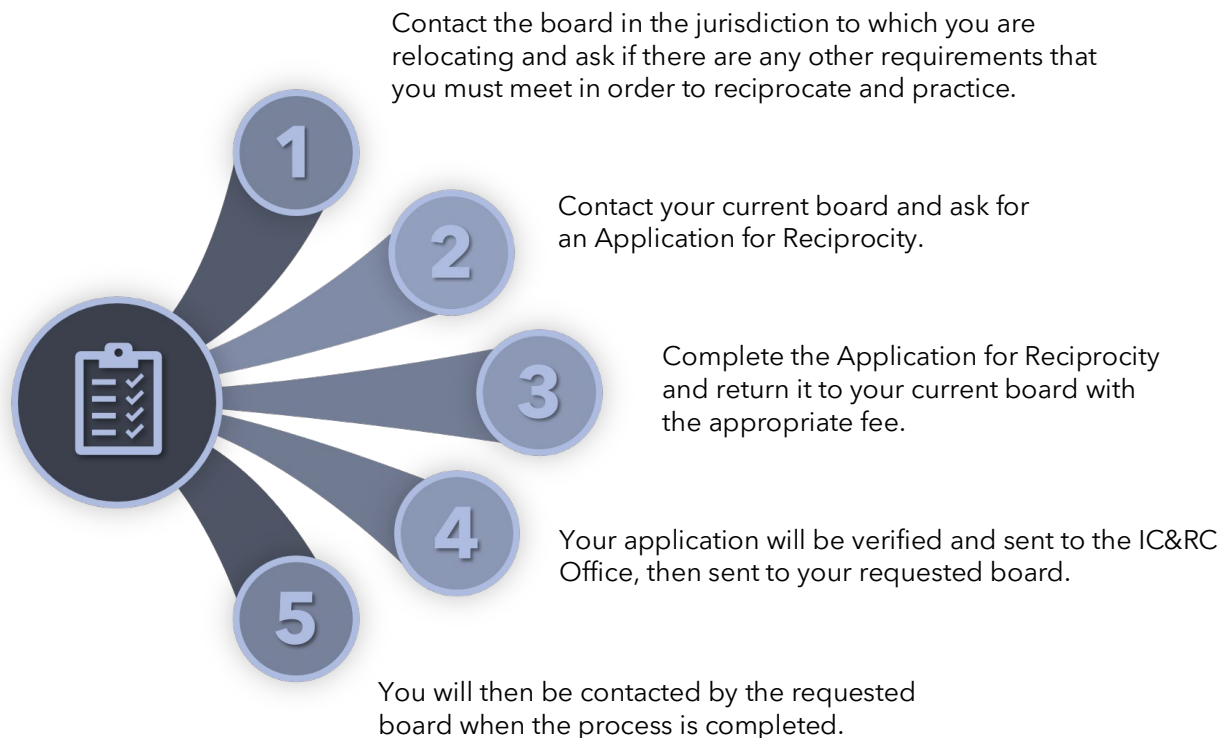 Contact the board in the jurisdiction to which you are
relocating and ask if there are any other requirements that
you must meet in order to reciprocate and practice.
1
Contact your current board and ask for
an Application for Reciprocity.
2
Complete the Application for Reciprocity
and return it to your current board with
the appropriate fee.
3
Your application will be verified and sent to the IC&RC
Office, then sent to your requested board.
4
You will then be contacted by the requested
board when the process is completed.
5